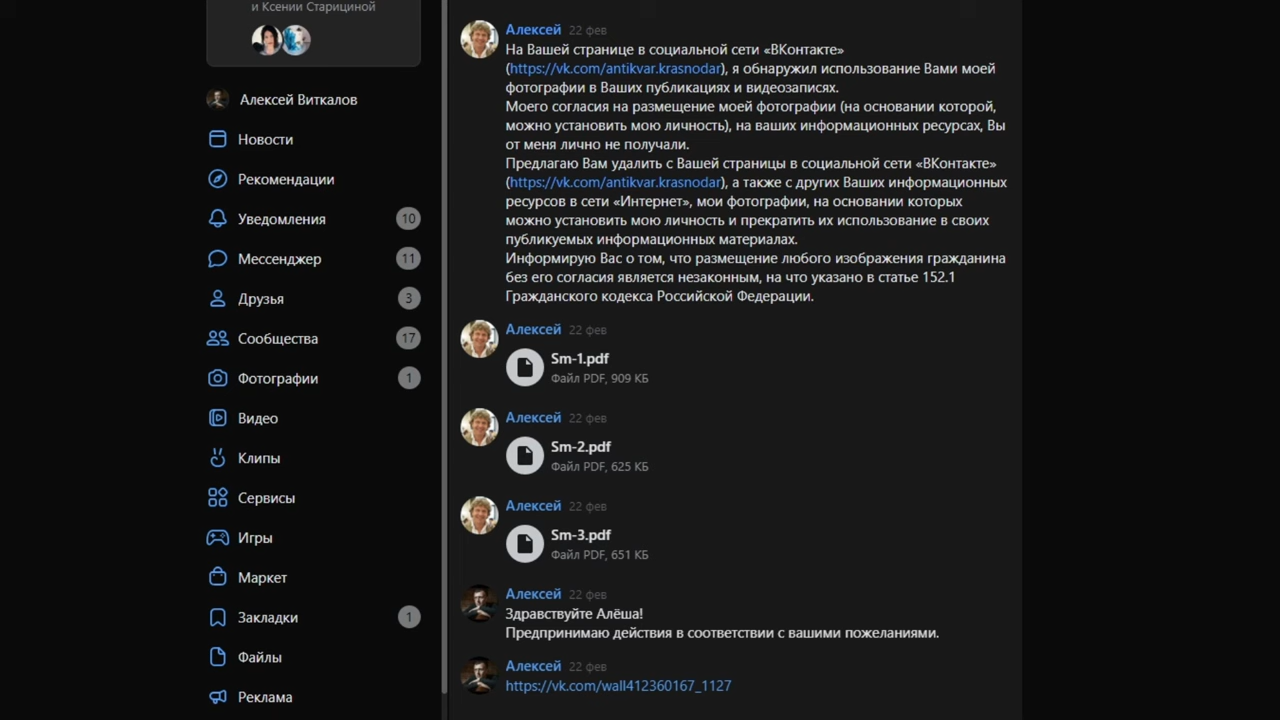 и Ксении Старициной
Алексей Виткалов
Новости
Рекомендации
Уведомления 10
Мессенджер 11
Друзья 3
Сообщества 17
Фотографии 1
Видео
Клипы
Сервисы
Игры
Маркет
Закладки 1
Файлы
Реклама
Алексей 22 фев
На Вашей странице в социальной сети «ВКонтакте»
(https://vk.com/antikvar.krasnodar), я обнаружил использование Вами моей
фотографии в Ваших публикациях и видеозаписях.
Моего согласия на размещение моей фотографии (на основании которой,
можно установить мою личность), на ваших информационных ресурсах, Вы
от меня лично не получали.
Предлагаю Вам удалить с Вашей страницы в социальной сети «ВКонтакте»
(https://vk.com/antikvar.krasnodar), а также с других Ваших информационных
ресурсов в сети «Интернет», мои фотографии, на основании которых
можно установить мою личность и прекратить их использование в своих
публикуемых информационных материалах.
Информирую Вас о том, что размещение любого изображения гражданина
без его согласия является незаконным, на что указано в статье 152.1
Гражданского кодекса Российской Федерации.
Алексей 22 фев
Sm-1.pdf
Файл PDF, 909 КБ
Алексей 22 фев
Sm-2.pdf
Файл PDF, 625 КБ
Алексей 22 фев
Sm-3.pdf
Файл PDF, 651 КБ
Алексей 22 фев
Здравствуйте Алёша!
Предпринимаю действия в соответствии с вашими пожеланиями.
Алексей 22 фев
https://vk.com/wall412360167_1127